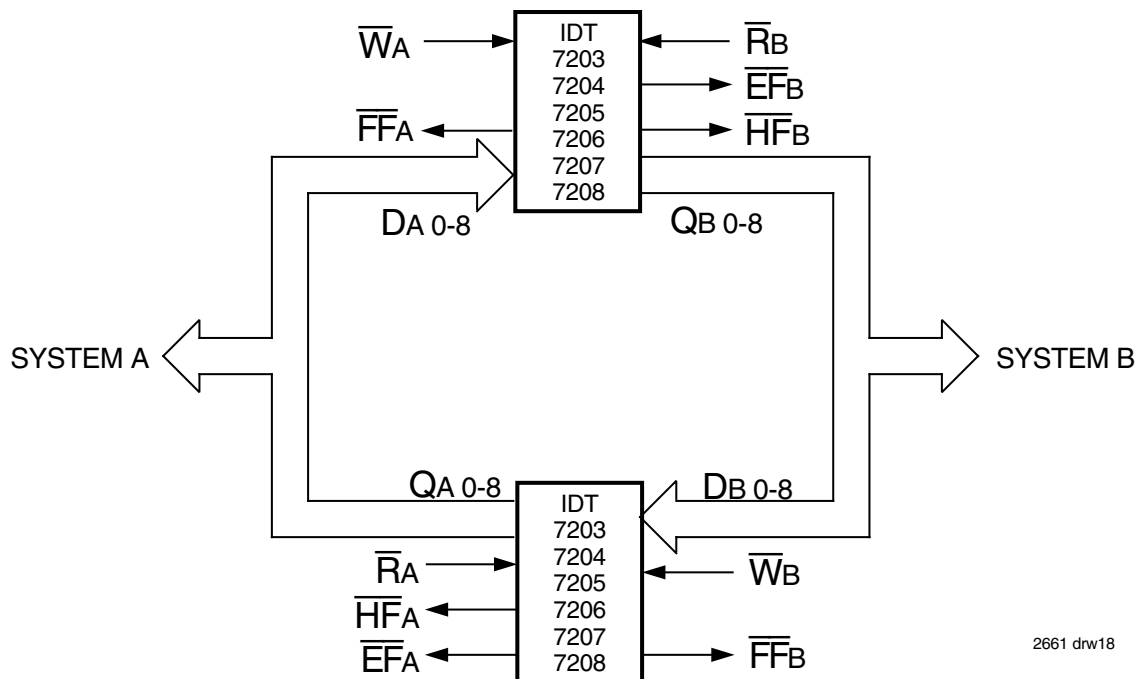 W̅A
IDT
7203
7204
7205
7206
7207
7208
R̅B
E̅F̅B
F̅F̅A
H̅F̅B
DA 0-8
QB 0-8
SYSTEM A
SYSTEM B
QA 0-8
DB 0-8
IDT
7203
7204
7205
7206
7207
7208
R̅A
W̅B
H̅F̅A
E̅F̅A
F̅F̅B
2661 drw18